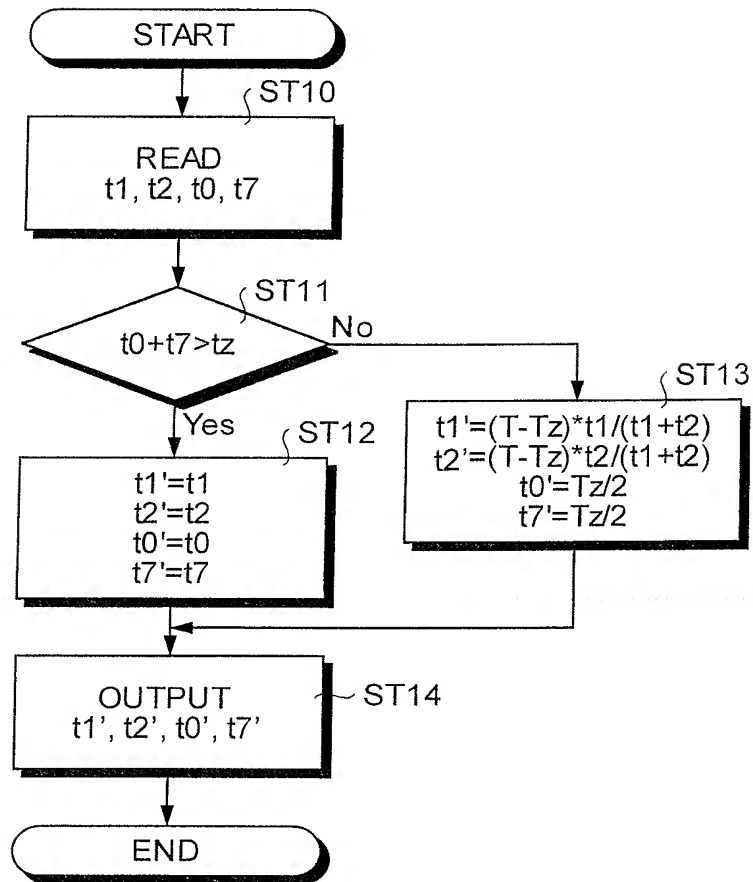 START
ST10
READ
t1, t2, t0, t7
ST11
t0+t7>tz
No
Yes
ST12
t1'=t1
t2'=t2
t0'=t0
t7'=t7
ST13
t1'=(T-Tz)*t1/(t1+t2)
t2'=(T-Tz)*t2/(t1+t2)
t0'=Tz/2
t7'=Tz/2
OUTPUT
t1', t2', t0', t7'
ST14
END